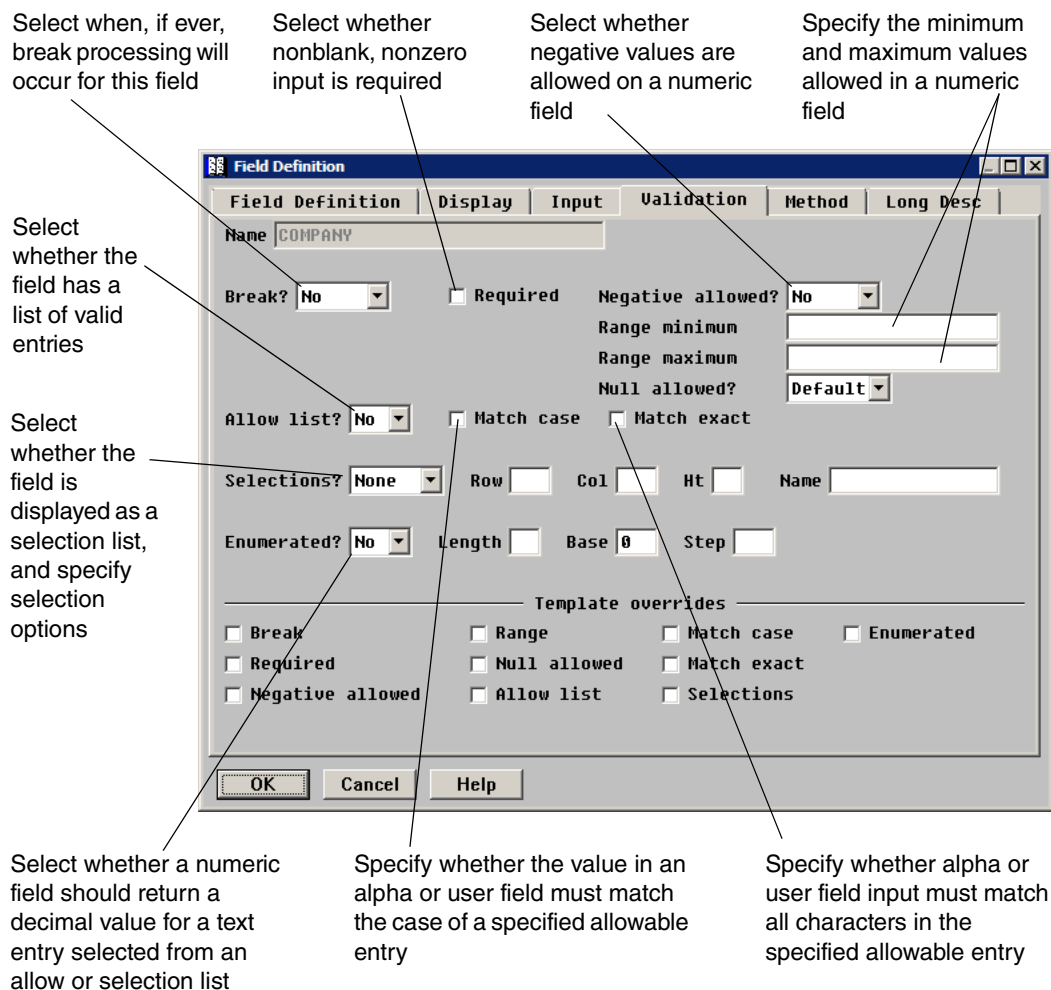 Select when, if ever,
break processing will
occur for this field
Select whether
nonblank, nonzero
input is required
Select whether
negative values are
allowed on a numeric
field
Specify the minimum
and maximum values
allowed in a numeric
field
Select
whether the
field has a
list of valid
entries
Select
whether the
field is
displayed as a
selection list,
and specify
selection
options
Field Definition
Field Definition Display Input Validation Method Long Desc
Name COMPANY
Break? No Required Negative allowed? No
Range minimum
Range maximum
Null allowed? Default
Allow list? No Match case Match exact
Selections? None Row Col Ht Name
Enumerated? No Length Base 0 Step
Template overrides
Break Range Match case Enumerated
Required Null allowed Match exact
Negative allowed Allow list Selections
OK Cancel Help
Select whether a numeric
field should return a
decimal value for a text
entry selected from an
allow or selection list
Specify whether the value in an
alpha or user field must match
the case of a specified allowable
entry
Specify whether alpha or
user field input must match
all characters in the
specified allowable entry